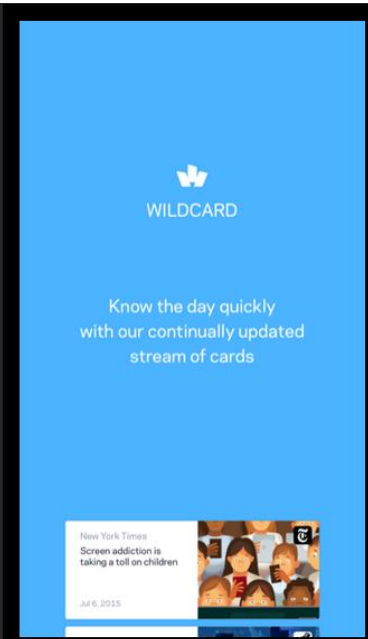 WILDCARD
Know the day quickly
with our continually updated
stream of cards
New York Times
Screen addiction is
taking a toll on children
Jul 6, 2015